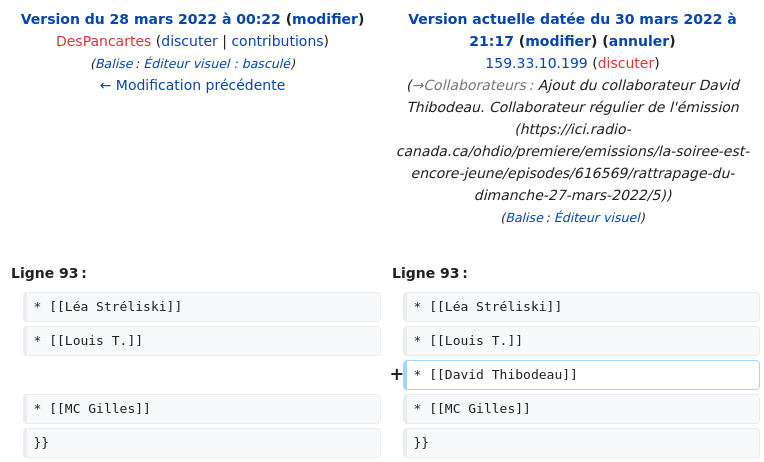 Version du 28 mars 2022 à 00:22 (modifier)
DesPancartes (discuter | contributions)
(Balise : Éditeur visuel : basculé)
← Modification précédente
Version actuelle datée du 30 mars 2022 à
21:17 (modifier) (annuler)
159.33.10.199 (discuter)
(→Collaborateurs : Ajout du collaborateur David
Thibodeau. Collaborateur régulier de l'émission
(https://ici.radio-
canada.ca/ohdio/premiere/emissions/la-soiree-est-
encore-jeune/episodes/616569/rattrapage-du-
dimanche-27-mars-2022/5))
(Balise : Éditeur visuel)
Ligne 93 :
* [[Léa Stréliski]]
* [[Louis T.]]
* [[MC Gilles]]
}}
Ligne 93 :
* [[Léa Stréliski]]
* [[Louis T.]]
+ * [[David Thibodeau]]
* [[MC Gilles]]
}}